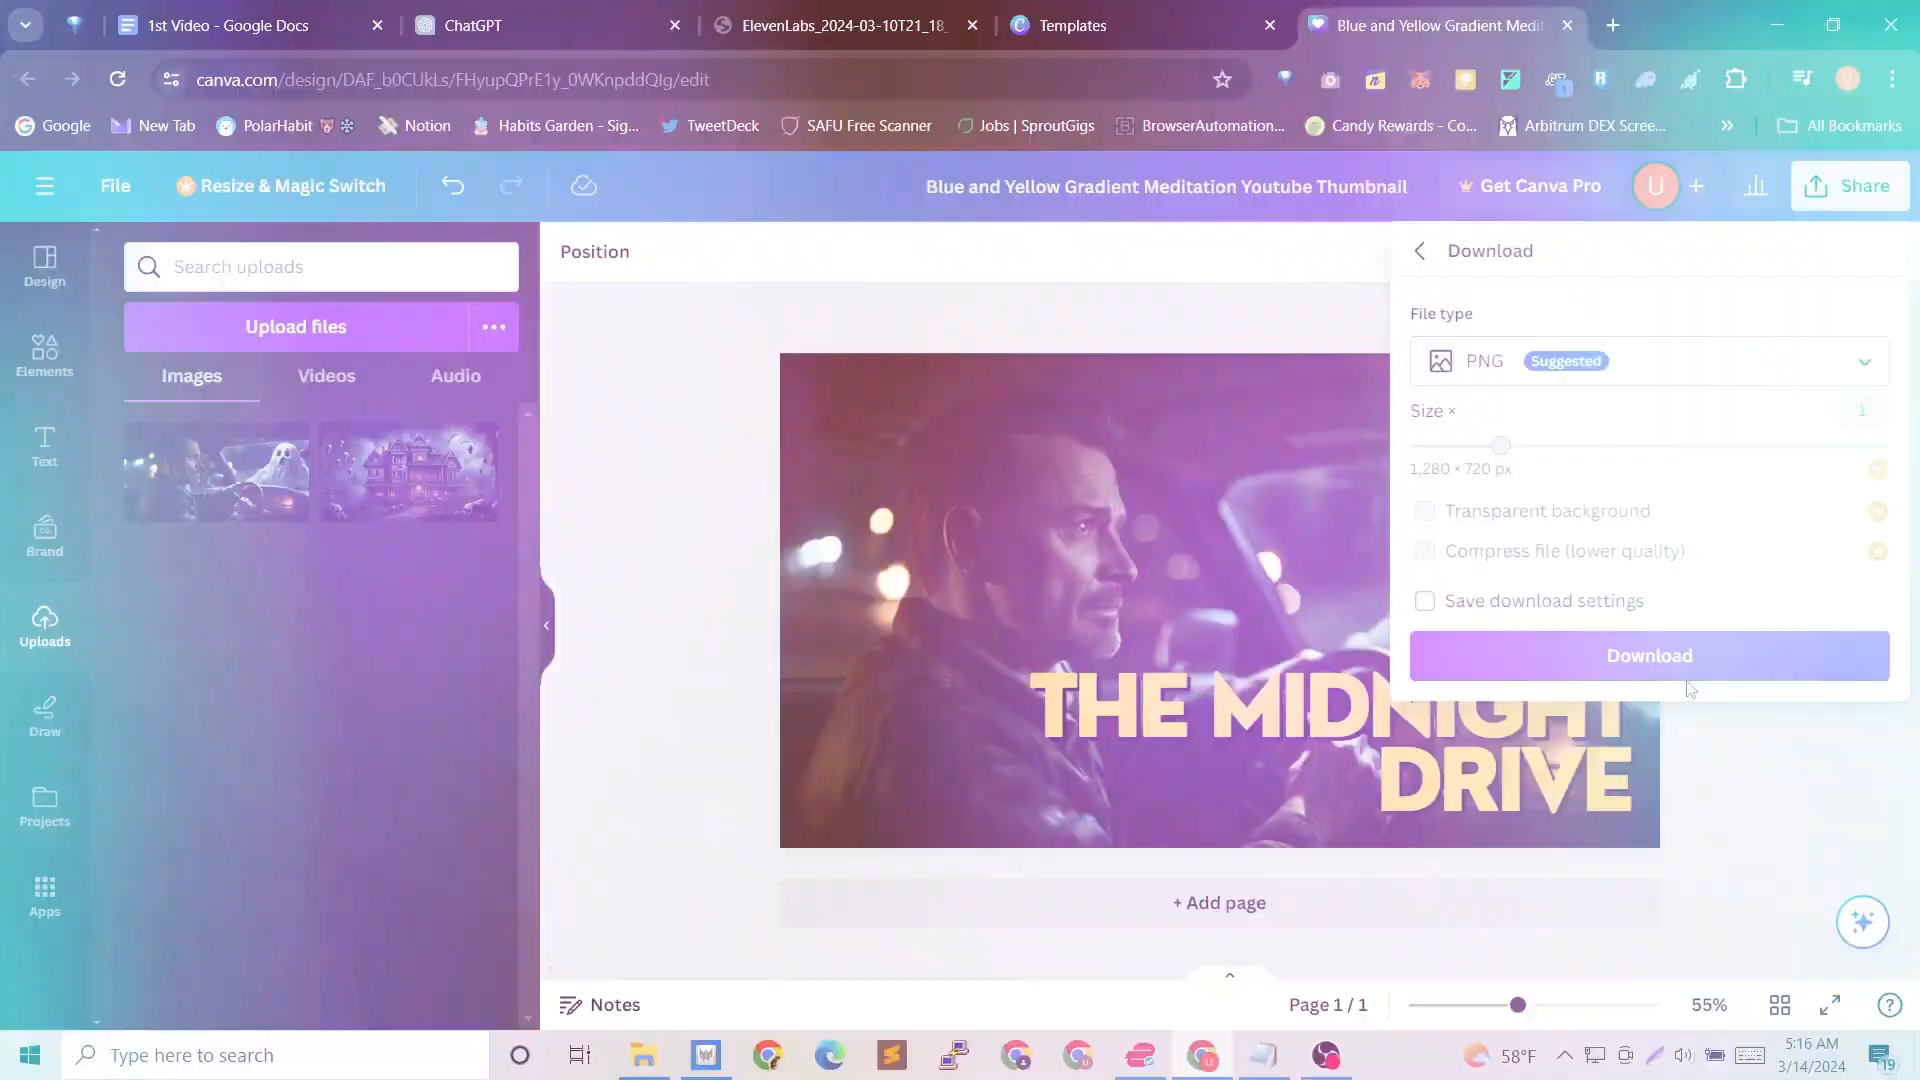 1st Video - Google Docs
ChatGPT
ElevenLabs_2024-03-10T21_18_
Templates
Blue and Yellow Gradient Medit
canva.com/design/DAF_b0CUkLs/FHyupQPrE1y_0WKnpddQIg/edit
Google
New Tab
PolarHabit
Notion
Habits Garden - Sig...
TweetDeck
SAFU Free Scanner
Jobs | SproutGigs
BrowserAutomation...
Candy Rewards - Co...
Arbitrum DEX Scree...
All Bookmarks
File
Resize & Magic Switch
Blue and Yellow Gradient Meditation Youtube Thumbnail
Get Canva Pro
U
Share
Design
Elements
Text
Brand
Uploads
Draw
Projects
Apps
Search uploads
Upload files
Images
Videos
Audio
Position
Download
File type
PNG Suggested
Size ×
1
1,280 × 720 px
Transparent background
Compress file (lower quality)
Save download settings
Download
THE MIDNIGHT
DRIVE
+ Add page
Notes
Page 1 / 1
55%
Type here to search
58°F
5:16 AM
3/14/2024
19